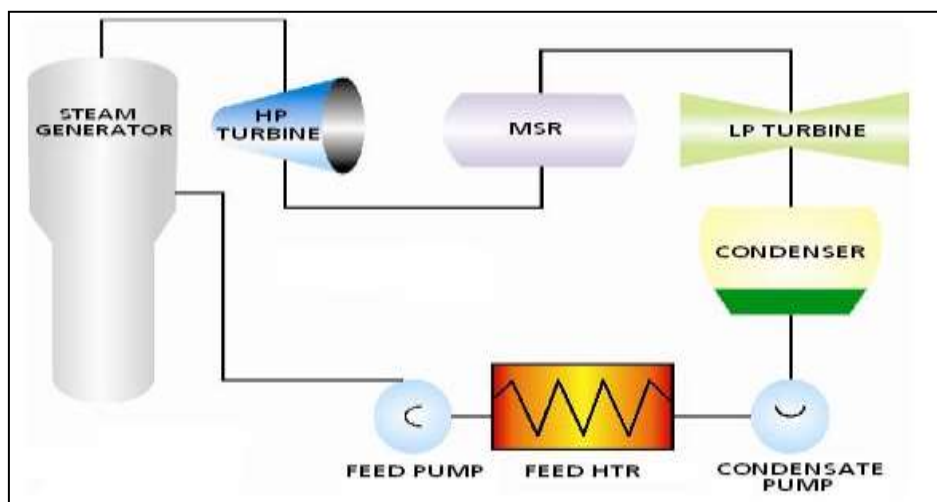 STEAM
GENERATOR
HP
TURBINE
MSR
LP TURBINE
CONDENSER
FEED PUMP
FEED HTR
CONDENSATE
PUMP